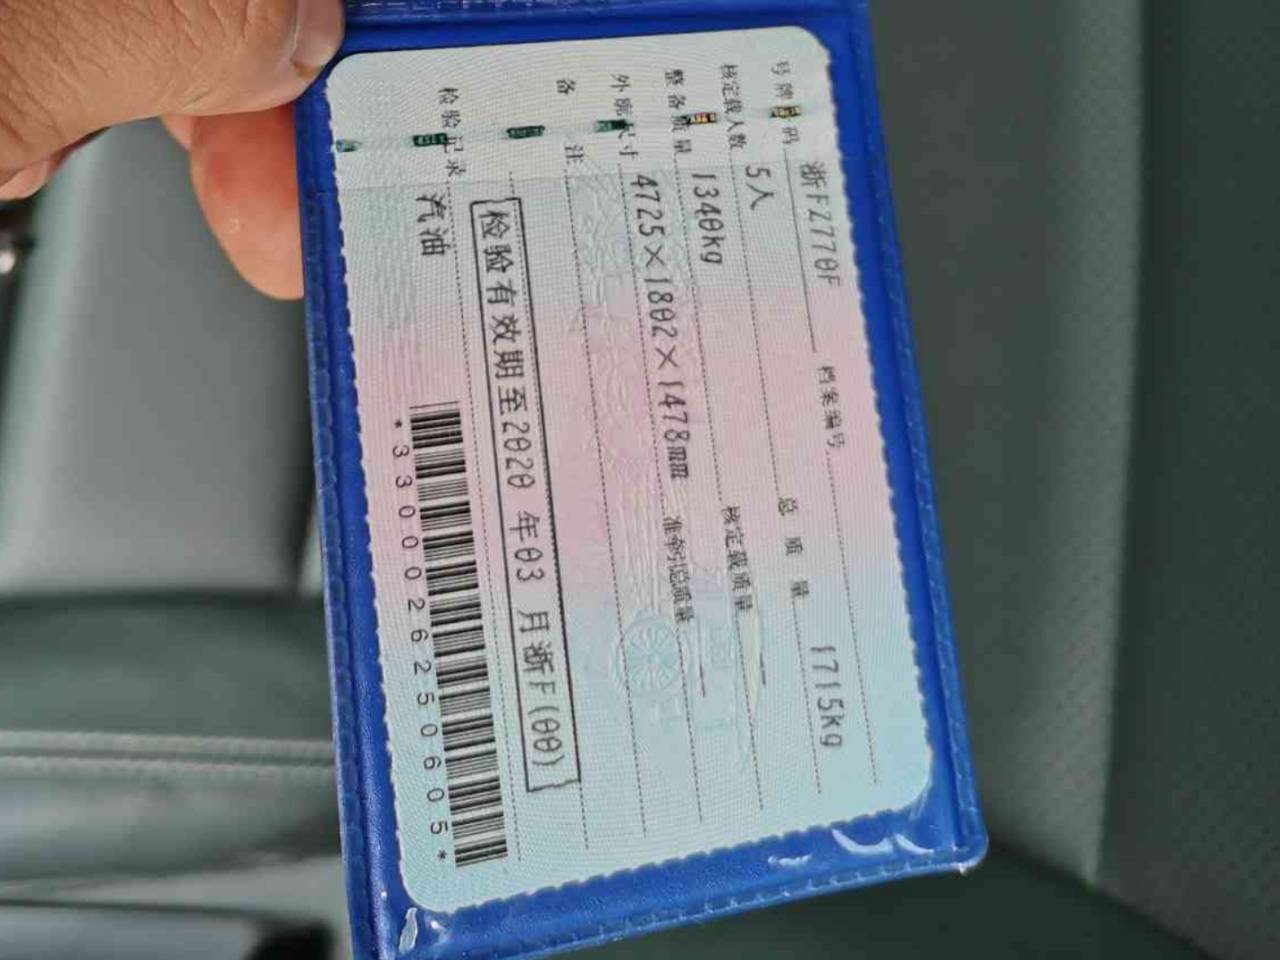 号牌号码 浙F2770F 档案编号
核定载人数 5人 总质量 1715kg
整备质量 1340kg 核定载质量
外廓尺寸 4725×1802×1478mm 准牵引总质量
备注
检验有效期至2020 年03 月浙F(00)
检验记录 汽油
*3300026250605*